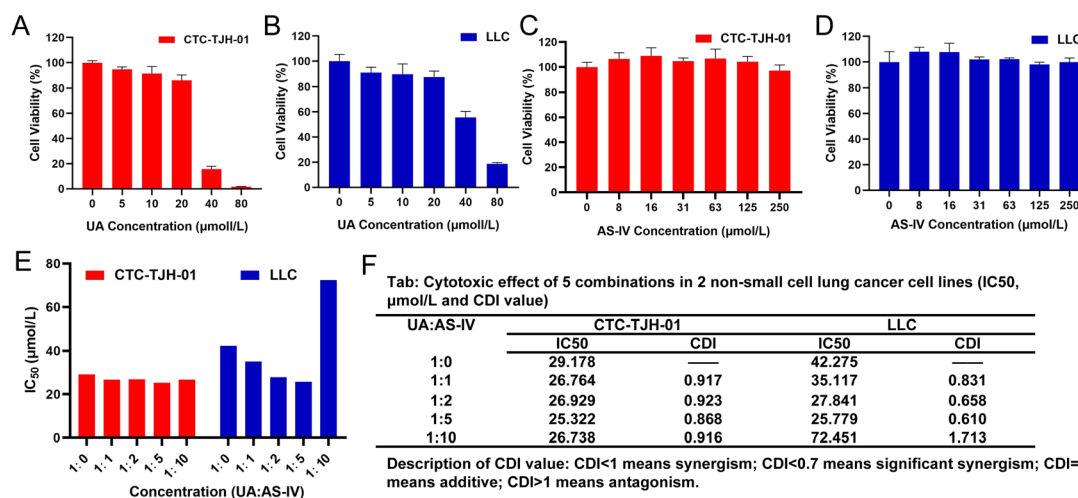 A
CTC-TJH-01
Cell Viability (%)
120
100
80
60
40
20
0
0 5 10 20 40 80
UA Concentration (μmoll/L)
B
LLC
Cell Viability (%)
120
100
80
60
40
20
0
0 5 10 20 40 80
UA Concentration (μmol/L)
C
CTC-TJH-01
Cell Viability (%)
120
100
80
60
40
20
0
0 8 16 31 63 125 250
AS-IV Concentration (μmol/L)
D
LLC
Cell Viability (%)
120
100
80
60
40
20
0
0 8 16 31 63 125 250
AS-IV Concentration (μmol/L)
E
CTC-TJH-01 LLC
IC50 (μmol/L)
80
60
40
20
0
1: 0 1: 1 1: 2 1: 5 1: 10 1: 0 1: 1 1: 2 1: 5 1: 10
Concentration (UA:AS-IV)
F
Tab: Cytotoxic effect of 5 combinations in 2 non-small cell lung cancer cell lines (IC50,
μmol/L and CDI value)
UA:AS-IV CTC-TJH-01 LLC
IC50 CDI IC50 CDI
1:0 29.178 —— 42.275 ——
1:1 26.764 0.917 35.117 0.831
1:2 26.929 0.923 27.841 0.658
1:5 25.322 0.868 25.779 0.610
1:10 26.738 0.916 72.451 1.713
Description of CDI value: CDI<1 means synergism; CDI<0.7 means significant synergism; CDI=
means additive; CDI>1 means antagonism.